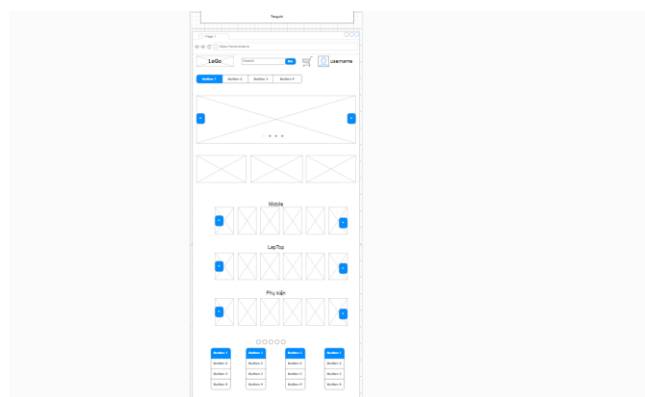 Page 1
LoGo
Search
username
Button 1 Button 2 Button 3 Button 4
Mobile
LapTop
Phụ kiện
Button 1 Button 1 Button 1 Button 1
Button 2 Button 2 Button 2 Button 2
Button 3 Button 3 Button 3 Button 3
Button 4 Button 4 Button 4 Button 4